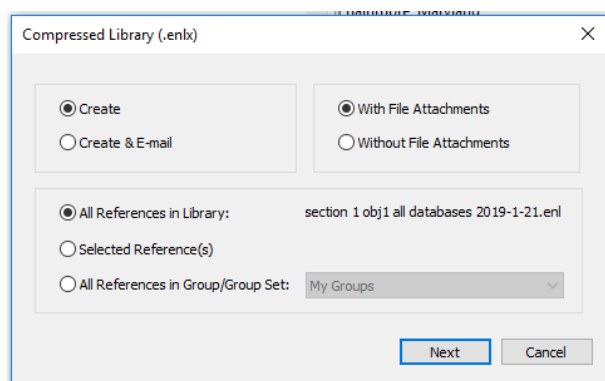 Compressed Library (.enlx)
Create
With File Attachments
Create & E-mail
Without File Attachments
All References in Library: section 1 obj1 all databases 2019-1-21.enl
Selected Reference(s)
All References in Group/Group Set: My Groups
Next Cancel